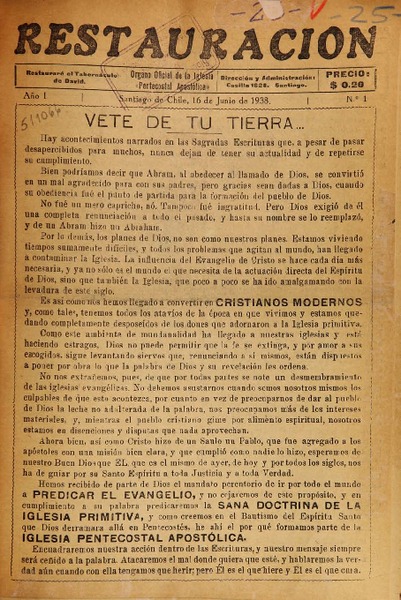 RESTAURACION
Restauraré el Tabernáculo
de David.
Organo Oficial de la Iglesia
"Pentecostal Apostólica"
Dirección y Administración:
Casilla 1628. Santiago.
PRECIO:
$ 0.20
Año I
Santiago de Chile, 16 de Junio de 1938.
N.º 1
VETE DE TU TIERRA...
Hay acontecimientos narrados en las Sagradas Escrituras que, a pesar de pasar
desapercibidos para muchos, nunca dejan de tener su actualidad y de repetirse
su cumplimiento.
Bien podríamos decir que Abram, al obedecer al llamado de Dios, se convirtió
en un mal agradecido para con sus padres, pero gracias sean dadas a Dios, cuando
su obediencia fué el punto de partida para la formación del pueblo de Dios.
No fué un mero capricho, nó. Tampoco fué ingratitud. Pero Dios exigió de él
una completa renunciación a todo el pasado, y hasta su nombre se lo reemplazó,
y de un Abram hizo un Abraham.
Por lo demás, los planes de Dios, no son como nuestros planes. Estamos viviendo
tiempos sumamente difíciles, y todos los problemas que agitan al mundo, han llegado
a contaminar la Iglesia. La influencia del Evangelio de Cristo se hace cada día más
necesaria, y ya no sólo es el mundo el que necesita de la actuación directa del Espíritu
de Dios, sino que también la Iglesia, que poco a poco se ha ido amalgamando con la
levadura de este siglo.
Es así como nos hemos llegado a convertir en CRISTIANOS MODERNOS
y, como tales, tenemos todos los atavíos de la época en que vivimos y estamos que-
dando completamente desposeídos de los dones que adornaron a la Iglesia primitiva.
Como este ambiente de mundanalidad ha llegado a nuestras iglesias y está
haciendo estragos, Dios no puede permitir que la fe se extinga, y por amor a sus
escogidos, sigue levantando siervos que, renunciando a sí mismos, están dispuestos
a poner por obra lo que la palabra de Dios y su revelación les ordena.
No nos extrañemos, pues, de que por todas partes se note un desmembramiento
de las iglesias evangélicas. No debemos asustarnos cuando somos nosotros mismos los
culpables de que esto acontezca, por cuanto en vez de preocuparnos de dar al pueblo
de Dios la leche no adulterada de la palabra, nos preocupamos más de los intereses
materiales, y, mientras el pueblo cristiano gime por alimento espiritual, nosotros
estamos en discenciones y disputas que a nada aprovechan.
Ahora bien, así como Cristo hizo de un Saulo un Pablo, que fué agregado a los
apóstoles con una misión bien clara, y que cumplió como nadie lo hizo, esperamos de
nuestro Buen Dios que EL, que es el mismo de ayer, de hoy y por todos los siglos, nos
ha de guiar por su Santo Espíritu a toda Justicia y a toda Verdad.
Hemos recibido de parte de Dios el mandato perentorio de ir por todo el mundo
a PREDICAR EL EVANGELIO, y no cejaremos de este propósito, y en
cumplimiento a su palabra predicaremos la SANA DOCTRINA DE LA
IGLESIA PRIMITIVA, y como creemos en el Bautismo del Espíritu Santo
que Dios derramara allá en Pentecostés, he ahí el por qué formamos parte de la
IGLESIA PENTECOSTAL APOSTÓLICA.
Encuadraremos nuestra acción dentro de las Escrituras, y nuestro mensaje siempre
será ceñido a la palabra. Atacaremos el mal donde quiera que esté, y hablaremos la ver-
dad aún cuando con ella tengamos que herir; pero Él es el que hiere y El es el que cura.